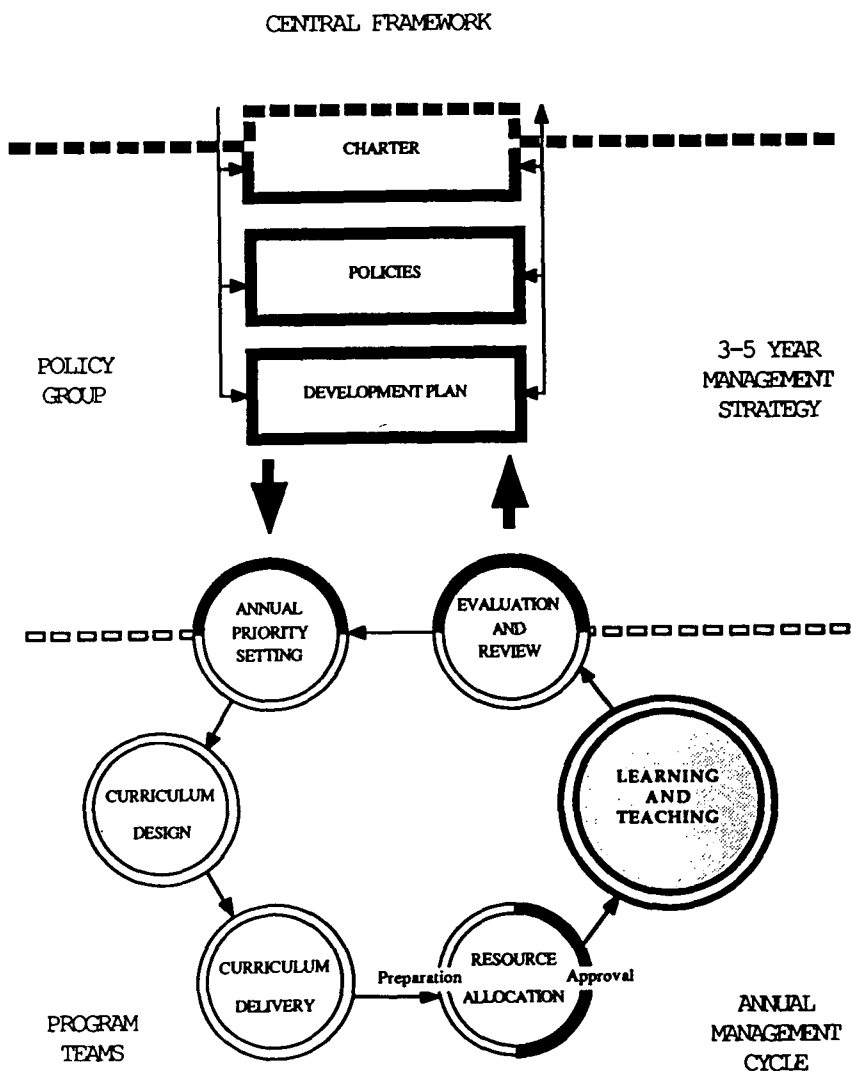 CENTRAL FRAMEWORK
CHARTER
POLICIES
POLICY
GROUP
3-5 YEAR
MANAGEMENT
STRATEGY
DEVELOPMENT PLAN
ANNUAL
PRIORITY
SETTING
EVALUATION
AND
REVIEW
LEARNING
AND
TEACHING
CURRICULUM
DESIGN
CURRICULUM
DELIVERY
Preparation
RESOURCE
ALLOCATION
Approval
PROGRAM
TEAMS
ANNUAL
MANAGEMENT
CYCLE